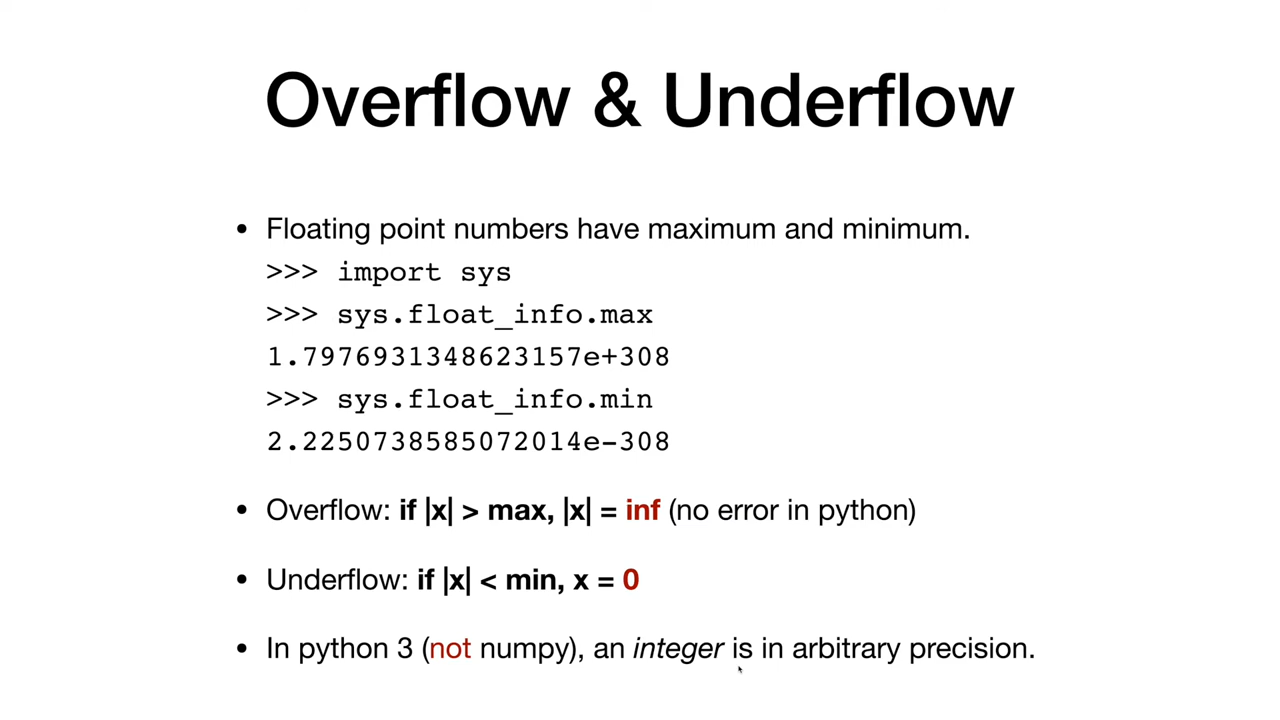 Overflow & Underflow
• Floating point numbers have maximum and minimum.
>>> import sys
>>> sys.float_info.max
1.7976931348623157e+308
>>> sys.float_info.min
2.2250738585072014e-308
• Overflow: if |x| > max, |x| = inf (no error in python)
• Underflow: if |x| < min, x = 0
• In python 3 (not numpy), an integer is in arbitrary precision.